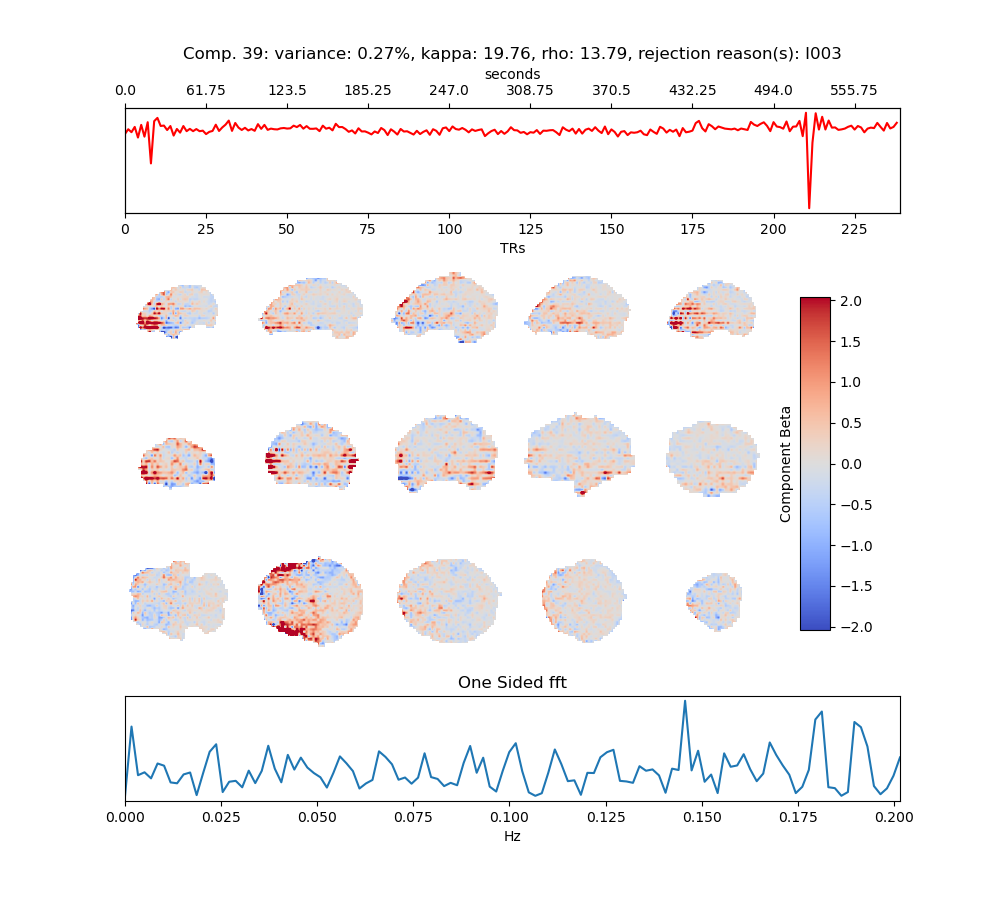 Comp. 39: variance: 0.27%, kappa: 19.76, rho: 13.79, rejection reason(s): I003
seconds
0.0 61.75 123.5 185.25 247.0 308.75 370.5 432.25 494.0 555.75
0 25 50 75 100 125 150 175 200 225
TRs
2.0
1.5
1.0
0.5
0.0
−0.5
−1.0
−1.5
−2.0
Component Beta
One Sided fft
0.000 0.025 0.050 0.075 0.100 0.125 0.150 0.175 0.200
Hz